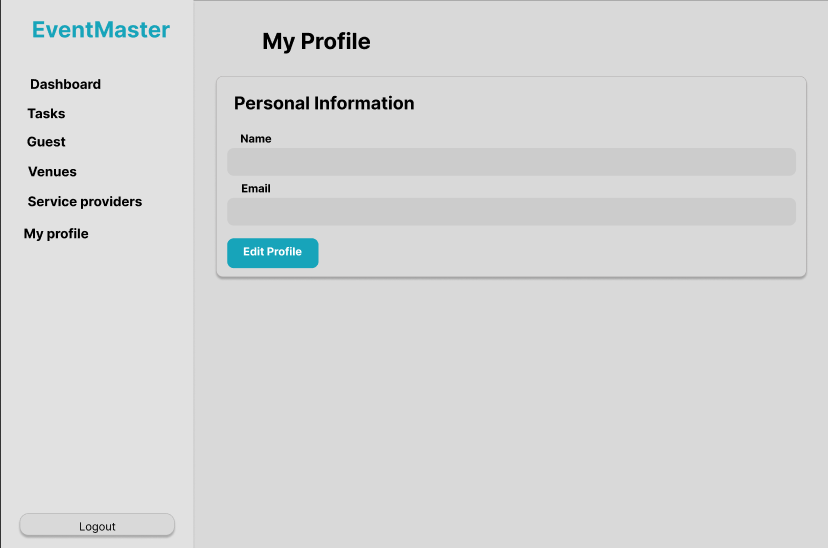 EventMaster
Dashboard
Tasks
Guest
Venues
Service providers
My profile
Logout
My Profile
Personal Information
Name
Email
Edit Profile